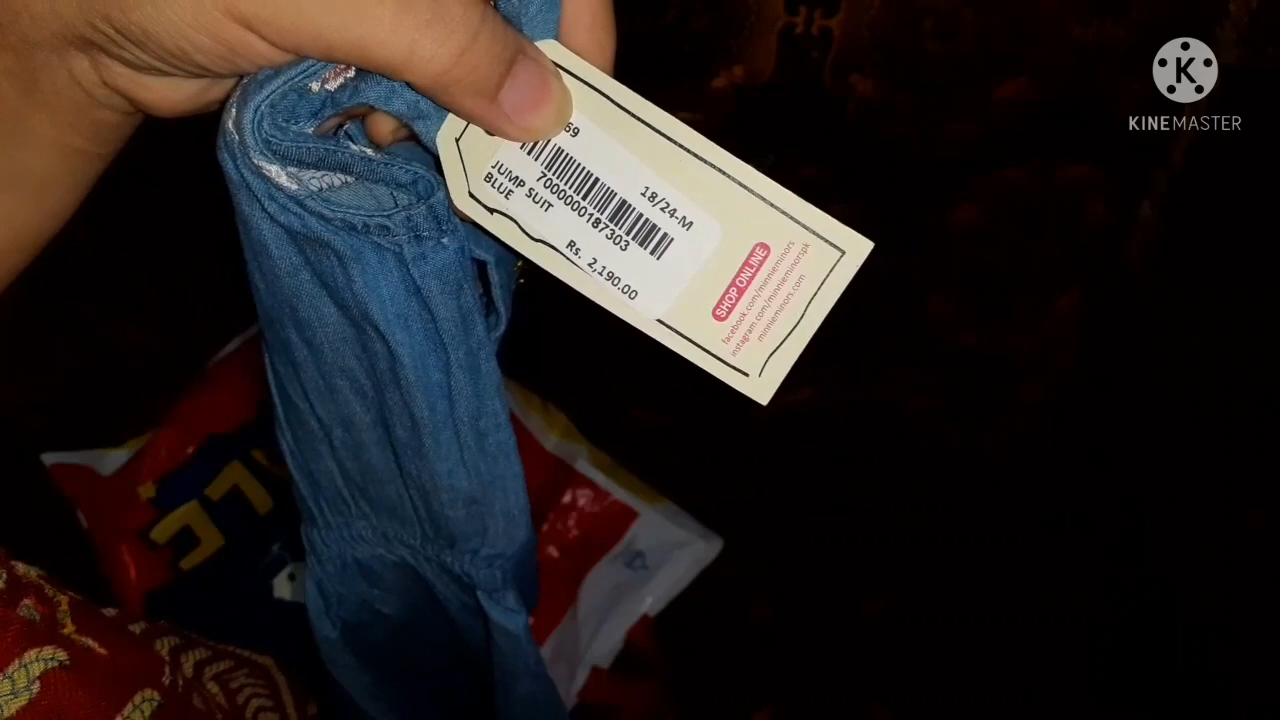 69
18/24-M
7000000187303
JUMP SUIT
BLUE
Rs. 2,190.00
SHOP ONLINE
facebook.com/minnieminors
instagram.com/minnieminorspk
minnieminors.com
K
KINEMASTER